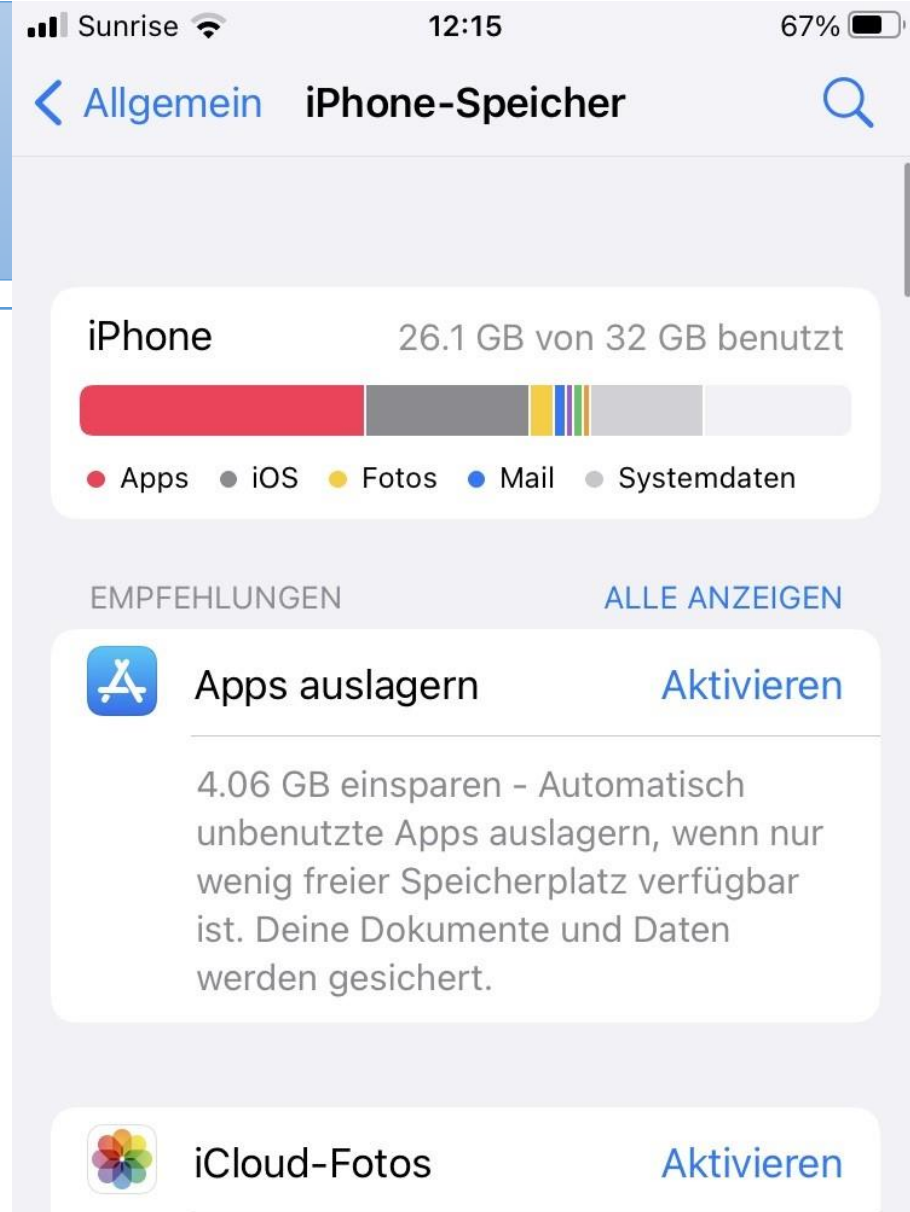 Sunrise 12:15 67%
Allgemein iPhone-Speicher
iPhone 26.1 GB von 32 GB benutzt
Apps iOS Fotos Mail Systemdaten
EMPFEHLUNGEN ALLE ANZEIGEN
Apps auslagern Aktivieren
4.06 GB einsparen - Automatisch
unbenutzte Apps auslagern, wenn nur
wenig freier Speicherplatz verfügbar
ist. Deine Dokumente und Daten
werden gesichert.
iCloud-Fotos Aktivieren